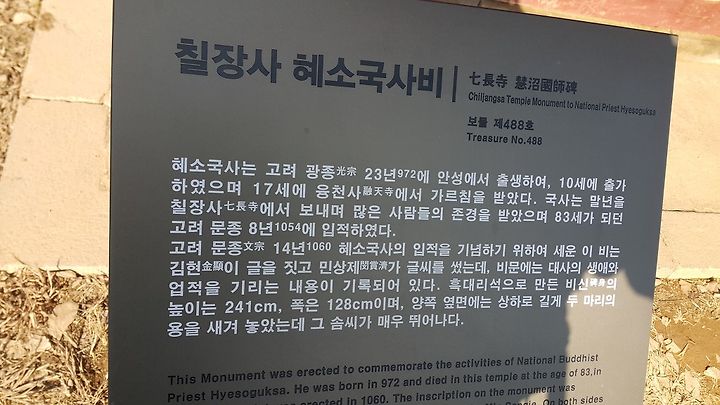 칠장사 혜소국사비
七長寺 慧沼國師碑
Chiljangsa Temple Monument to National Priest Hyesoguksa
보물 제488호
Treasure No.488
혜소국사는 고려 광종光宗 23년972에 안성에서 출생하여, 10세에 출가
하였으며 17세에 융천사融天寺에서 가르침을 받았다. 국사는 말년을
칠장사七長寺에서 보내며 많은 사람들의 존경을 받았으며 83세가 되던
고려 문종 8년1054에 입적하였다.
고려 문종文宗 14년1060 혜소국사의 입적을 기념하기 위하여 세운 이 비는
김현金顯이 글을 짓고 민상제閔賞濟가 글씨를 썼는데, 비문에는 대사의 생애와
업적을 기리는 내용이 기록되어 있다. 흑대리석으로 만든 비신碑身의
높이는 241cm, 폭은 128cm이며, 양쪽 옆면에는 상하로 길게 두 마리의
용을 새겨 놓았는데 그 솜씨가 매우 뛰어나다.
This Monument was erected to commemorate the activities of National Buddhist
Priest Hyesoguksa. He was born in 972 and died in this temple at the age of 83,in
erected in 1060. The inscription on the monument was
On both sides